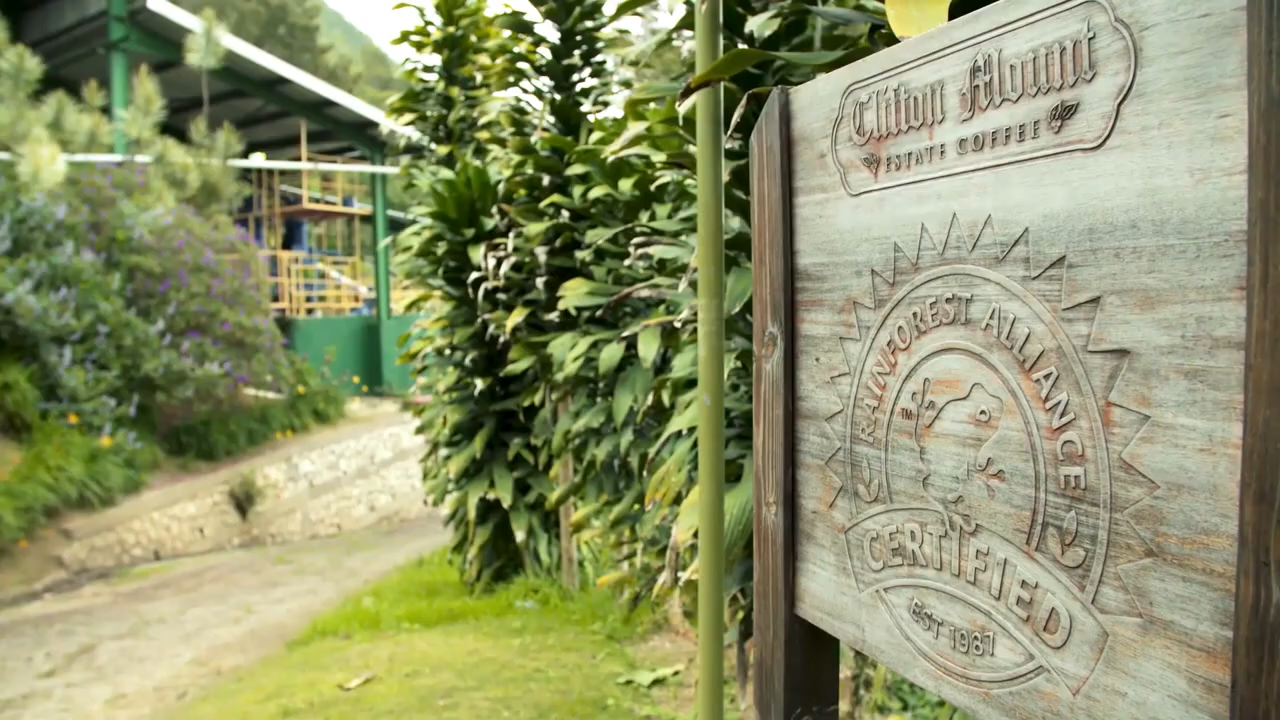 Clifton Mount
ESTATE COFFEE
RAINFOREST ALLIANCE
TM
CERTIFIED
EST 1987